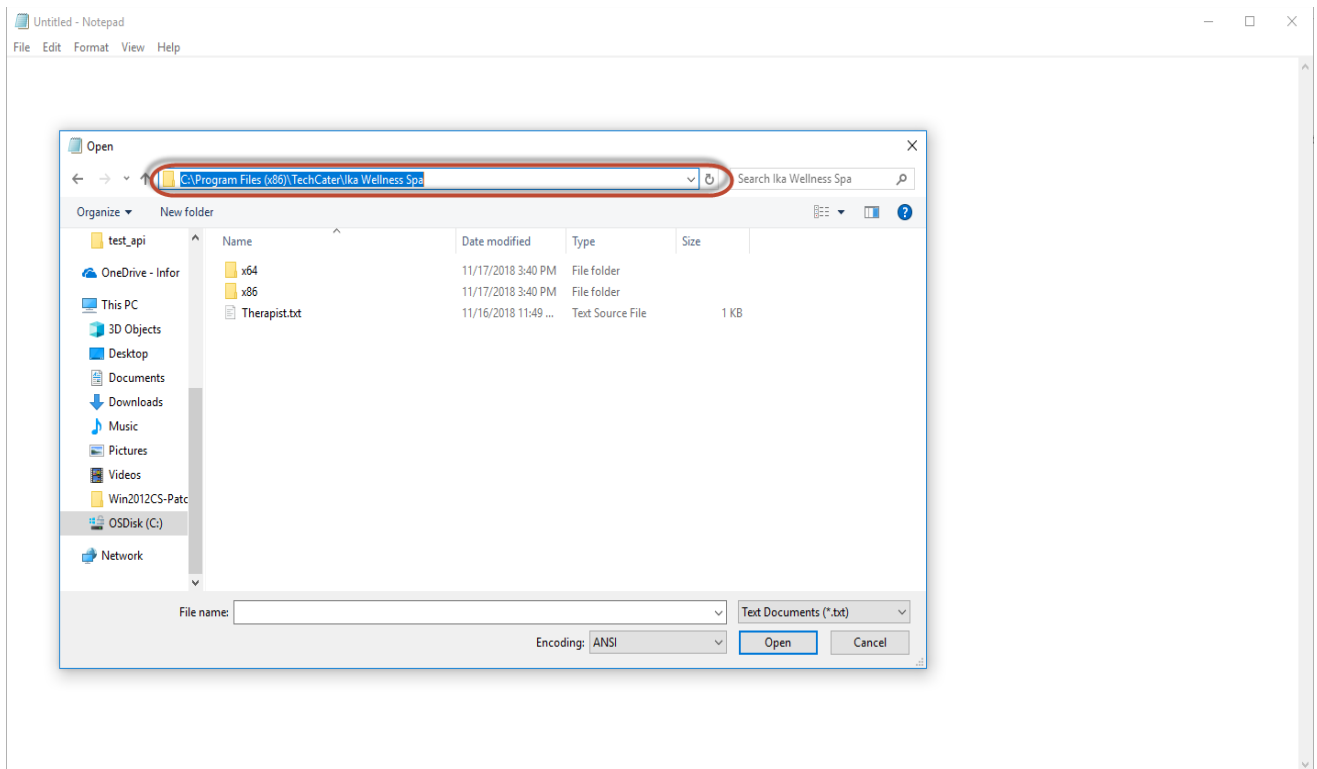 Untitled - Notepad
File Edit Format View Help
Open
C:\Program Files (x86)\TechCater\Ika Wellness Spa
Search Ika Wellness Spa
Organize New folder
?
test_api
Name Date modified Type Size
x64 11/17/2018 3:40 PM File folder
OneDrive - Infor
x86 11/17/2018 3:40 PM File folder
This PC
Therapist.txt 11/16/2018 11:49 ... Text Source File 1 KB
3D Objects
Desktop
Documents
Downloads
Music
Pictures
Videos
Win2012CS-Patc
OSDisk (C:)
Network
File name: Text Documents (*.txt)
Encoding: ANSI Open Cancel